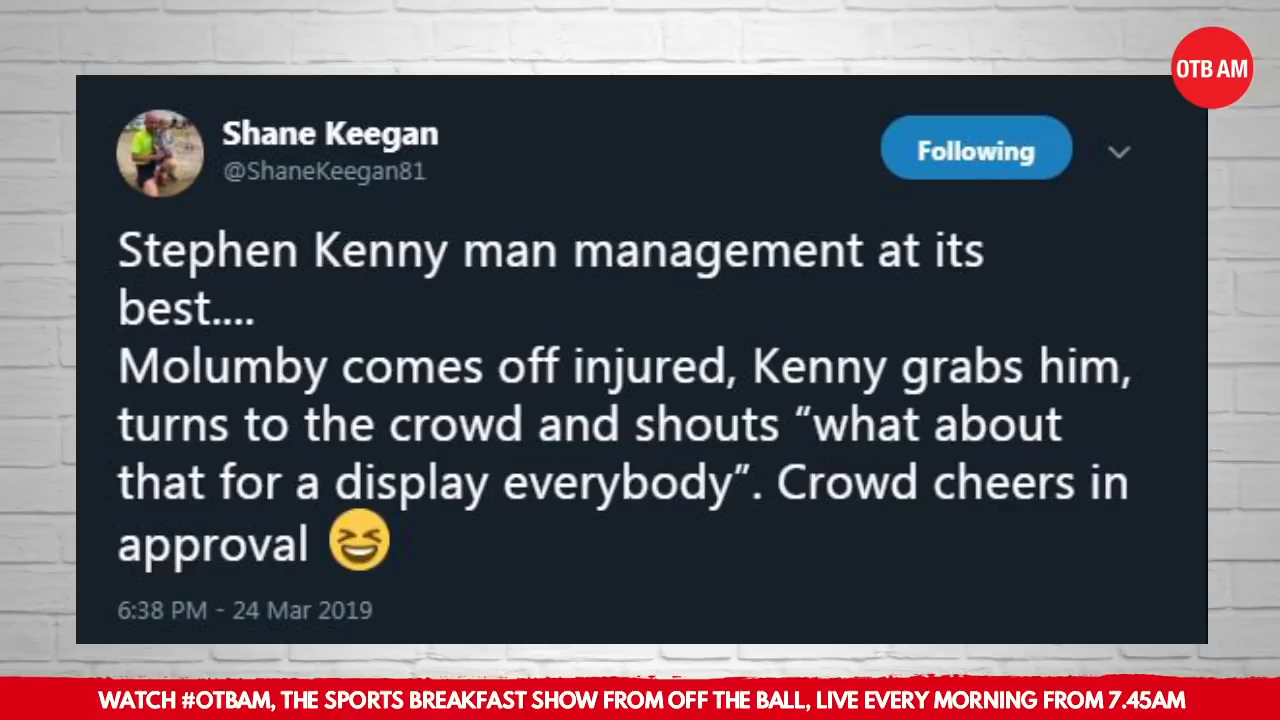 OTB AM
Shane Keegan
@ShaneKeegan81
Following
Stephen Kenny man management at its
best....
Molumby comes off injured, Kenny grabs him,
turns to the crowd and shouts “what about
that for a display everybody”. Crowd cheers in
approval 😆
6:38 PM - 24 Mar 2019
WATCH #OTBAM, THE SPORTS BREAKFAST SHOW FROM OFF THE BALL, LIVE EVERY MORNING FROM 7.45AM